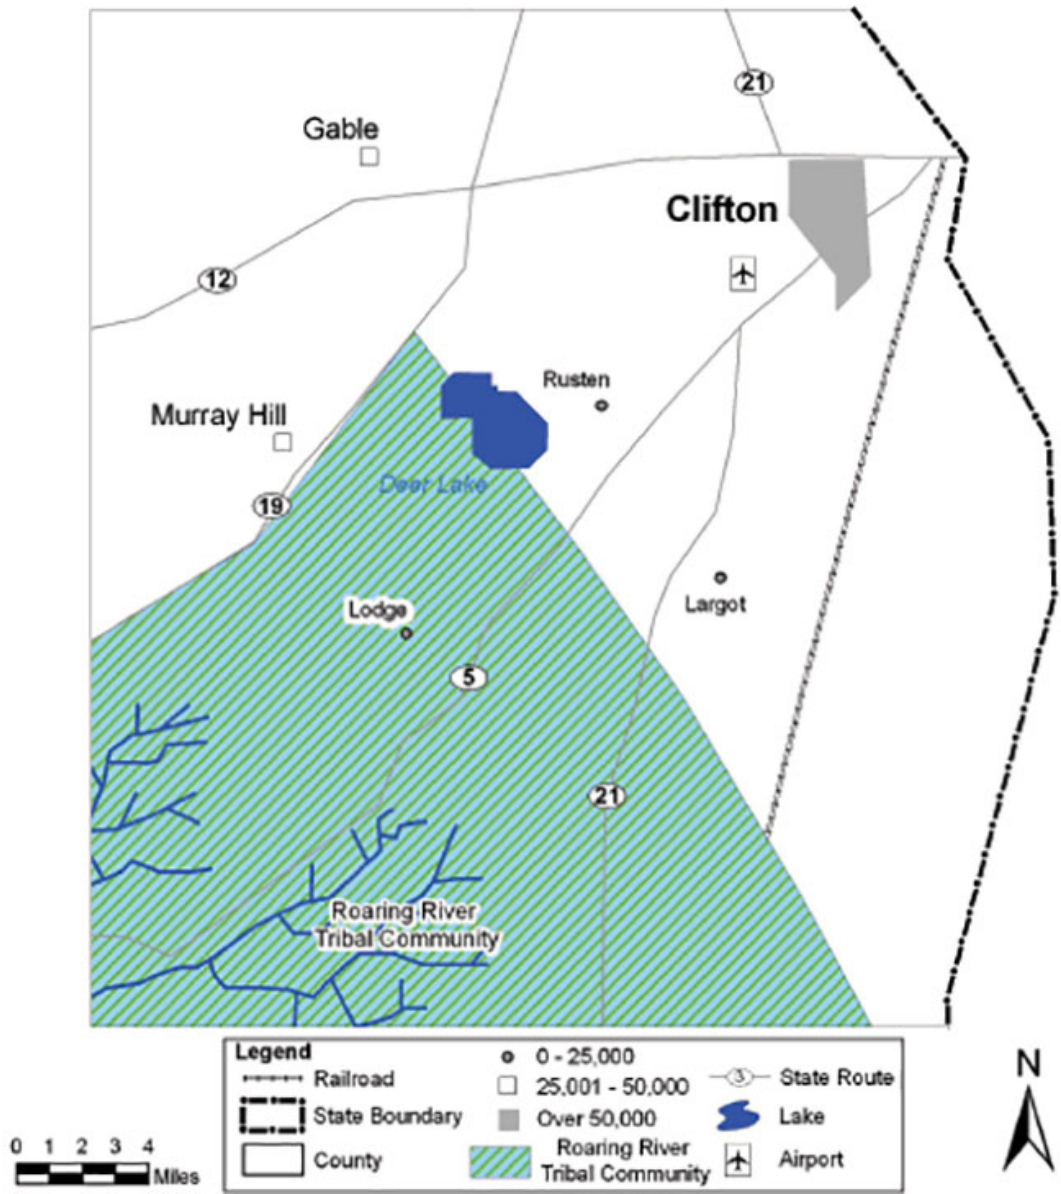 21
Gable
Clifton
12
Rusten
Murray Hill
Deer Lake
19
Largot
Lodge
5
21
Roaring River
Tribal Community
Legend
Railroad
State Boundary
County
0 - 25,000
25,001 - 50,000
Over 50,000
Roaring River
Tribal Community
3
State Route
Lake
Airport
0 1 2 3 4
Miles
N